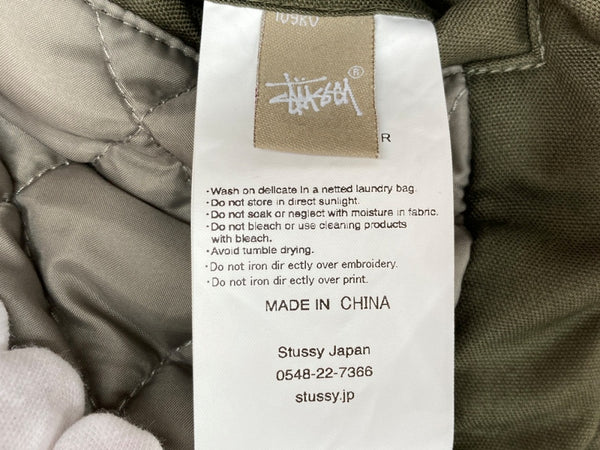 Stüssy
®
R
·Wash on delicate in a netted laundry bag.
·Do not store in direct sunlight.
·Do not soak or neglect with moisture in fabric.
·Do not bleach or use cleaning products
with bleach.
·Avoid tumble drying.
·Do not iron dir ectly over embroidery.
·Do not iron dir ectly over print.
MADE IN CHINA
Stussy Japan
0548-22-7366
stussy.jp